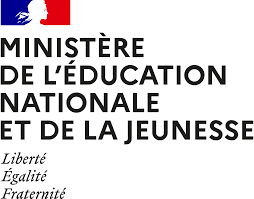 MINISTÈRE
DE L'ÉDUCATION
NATIONALE
ET DE LA JEUNESSE
Liberté
Égalité
Fraternité